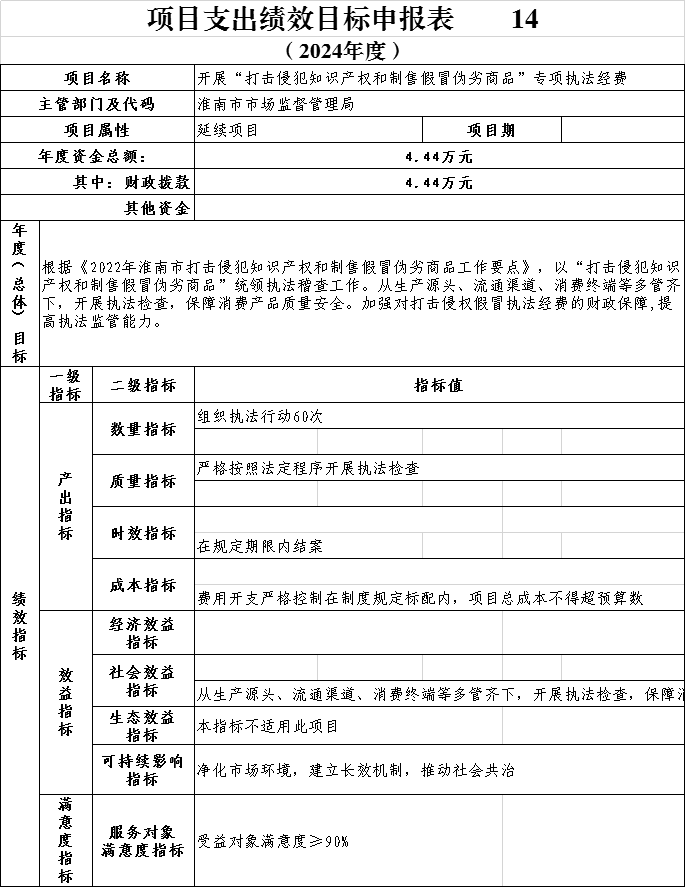 项目支出绩效目标申报表 14
（2024年度）
项目名称 开展“打击侵犯知识产权和制售假冒伪劣商品”专项执法经费
主管部门及代码 淮南市市场监督管理局
项目属性 延续项目 项目期
年度资金总额： 4.44万元
其中：财政拨款 4.44万元
其他资金
年度（总体）目标
根据《2022年淮南市打击侵犯知识产权和制售假冒伪劣商品工作要点》，以“打击侵犯知识
产权和制售假冒伪劣商品”统领执法稽查工作。从生产源头、流通渠道、消费终端等多管齐
下，开展执法检查，保障消费产品质量安全。加强对打击侵权假冒执法经费的财政保障,提
高执法监管能力。
绩效指标
一级
指标
二级指标 指标值
产出指标
数量指标 组织执法行动60次
质量指标 严格按照法定程序开展执法检查
时效指标 在规定期限内结案
成本指标 费用开支严格控制在制度规定标配内，项目总成本不得超预算数
效益指标
经济效益
指标
社会效益
指标
从生产源头、流通渠道、消费终端等多管齐下，开展执法检查，保障消
生态效益
指标
本指标不适用此项目
可持续影响
指标
净化市场环境，建立长效机制，推动社会共治
满意度指标
服务对象
满意度指标
受益对象满意度≥90%